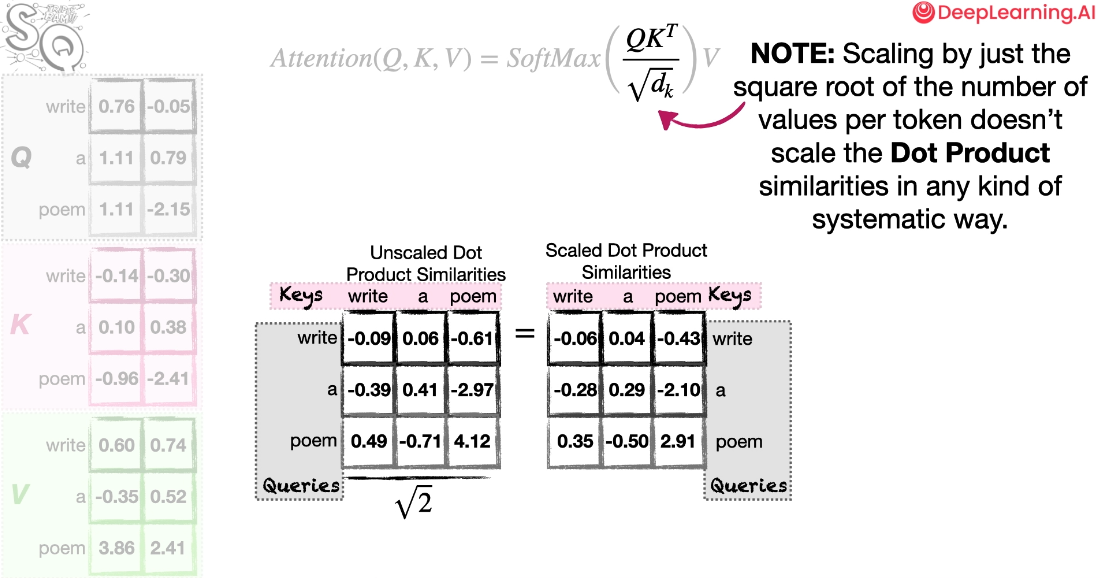 STATQUEST
DeepLearning.AI
Attention(Q, K, V) = SoftMax(QK^T / √d_k) V
NOTE: Scaling by just the
square root of the number of
values per token doesn't
scale the Dot Product
similarities in any kind of
systematic way.
Q
write 0.76 -0.05
a 1.11 0.79
poem 1.11 -2.15
K
write -0.14 -0.30
a 0.10 0.38
poem -0.96 -2.41
V
write 0.60 0.74
a -0.35 0.52
poem 3.86 2.41
Unscaled Dot
Product Similarities
Keys write a poem
write -0.09 0.06 -0.61
a -0.39 0.41 -2.97
poem 0.49 -0.71 4.12
Queries
√2
=
Scaled Dot Product
Similarities
write a poem Keys
-0.06 0.04 -0.43 write
-0.28 0.29 -2.10 a
0.35 -0.50 2.91 poem
Queries